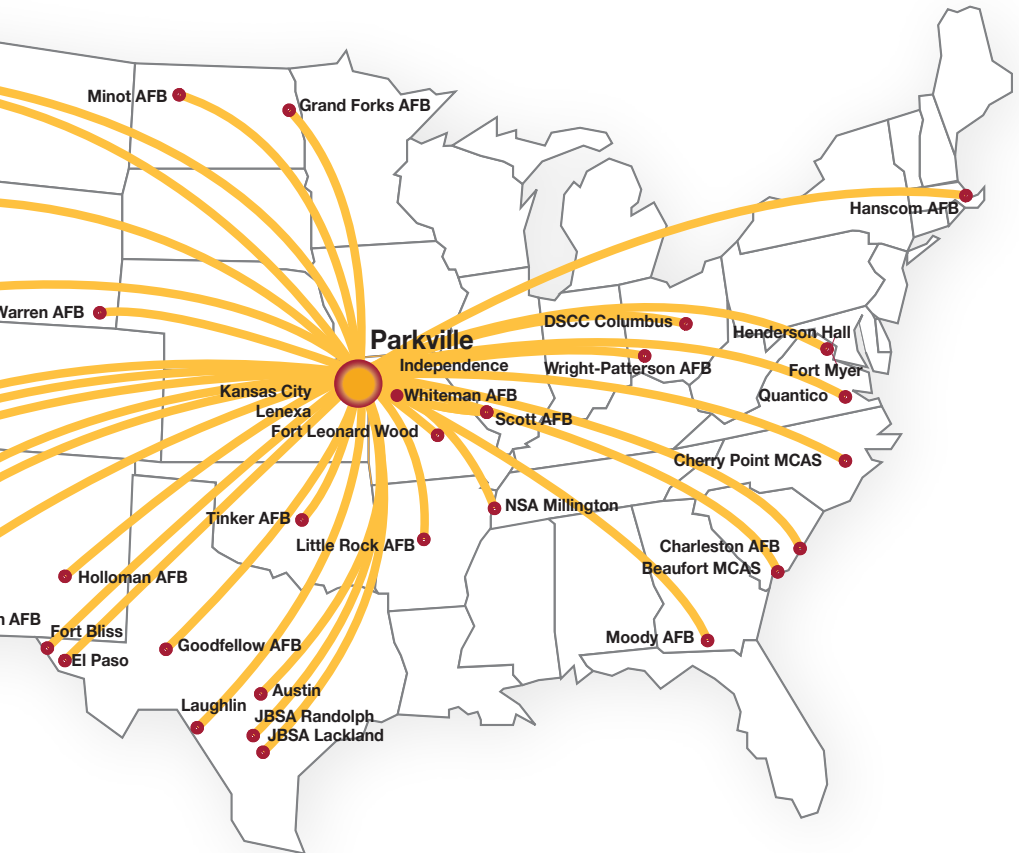 Minot AFB
Grand Forks AFB
Hanscom AFB
Warren AFB
DSCC Columbus
Henderson Hall
Parkville
Independence
Wright-Patterson AFB
Fort Myer
Kansas City
Whiteman AFB
Quantico
Lenexa
Scott AFB
Fort Leonard Wood
Cherry Point MCAS
NSA Millington
Tinker AFB
Little Rock AFB
Charleston AFB
Beaufort MCAS
Holloman AFB
n AFB
Fort Bliss
Moody AFB
Goodfellow AFB
El Paso
Austin
Laughlin
JBSA Randolph
JBSA Lackland